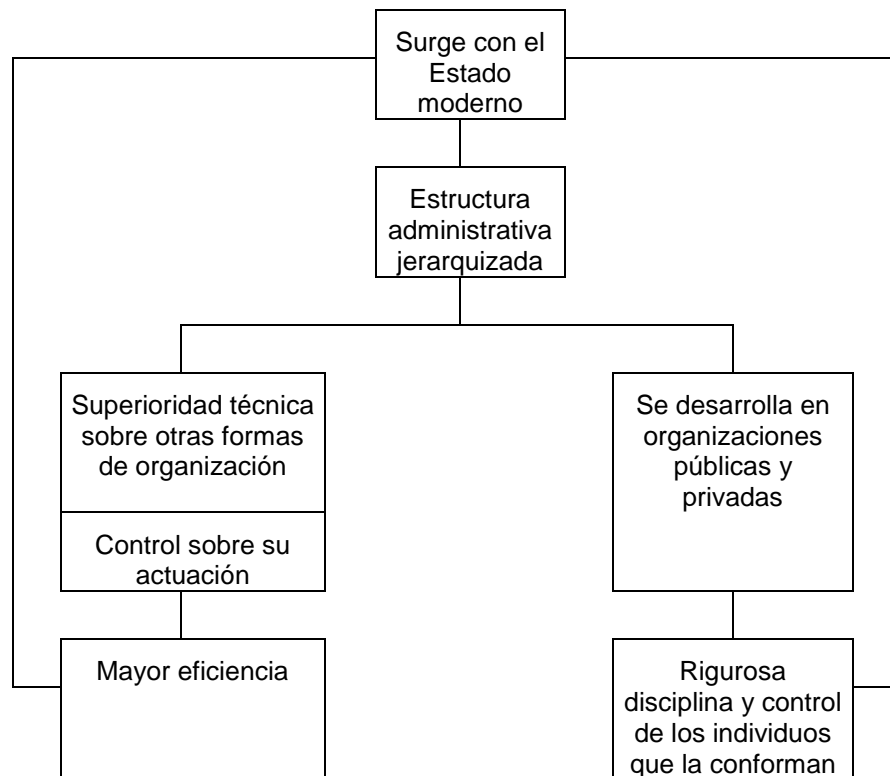 Surge con el
Estado
moderno
Estructura
administrativa
jerarquizada
Superioridad técnica
sobre otras formas
de organización
Control sobre su
actuación
Mayor eficiencia
Se desarrolla en
organizaciones
públicas y
privadas
Rigurosa
disciplina y control
de los individuos
que la conforman